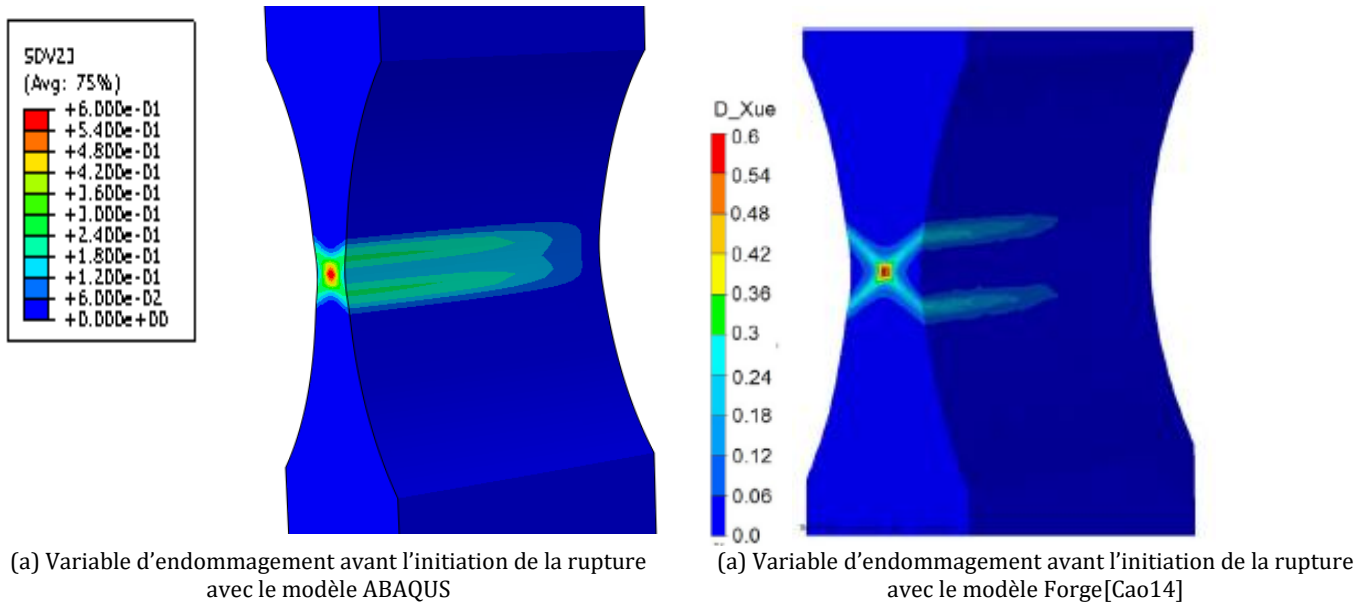 SDV23
(Avg: 75%)
+6.000e-01
+5.400e-01
+4.800e-01
+4.200e-01
+3.600e-01
+3.000e-01
+2.400e-01
+1.800e-01
+1.200e-01
+6.000e-02
+0.000e+00
D_Xue
0.6
0.54
0.48
0.42
0.36
0.3
0.24
0.18
0.12
0.06
0.0
(a) Variable d’endommagement avant l’initiation de la rupture
avec le modèle ABAQUS
(a) Variable d’endommagement avant l’initiation de la rupture
avec le modèle Forge[Cao14]